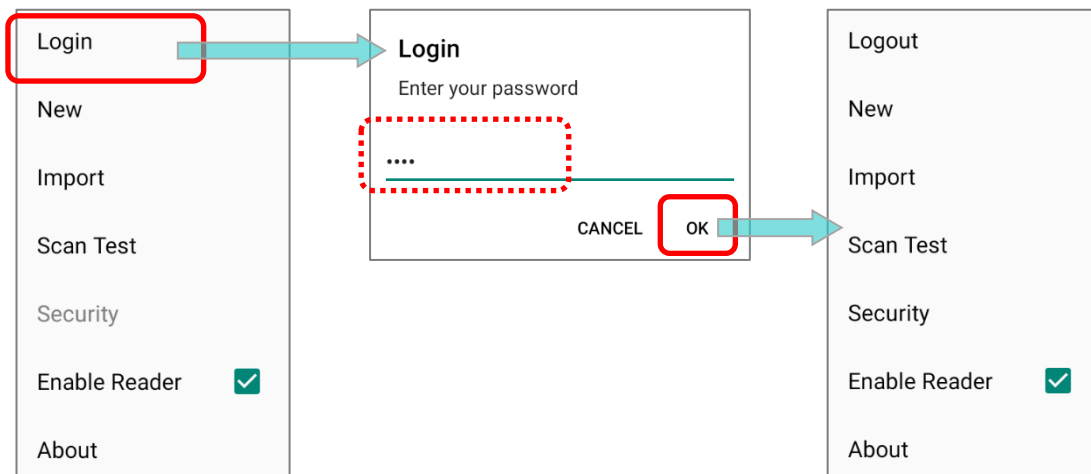 Login
New
Import
Scan Test
Security
Enable Reader
About
Login
Enter your password
••••
CANCEL OK
Logout
New
Import
Scan Test
Security
Enable Reader
About